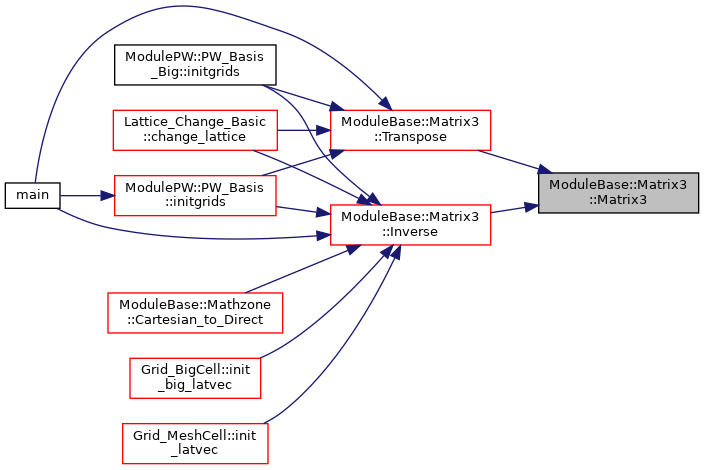 ModulePW::PW_Basis
_Big::initgrids
Lattice_Change_Basic
::change_lattice
ModuleBase::Matrix3
::Transpose
main
ModulePW::PW_Basis
::initgrids
ModuleBase::Matrix3
::Matrix3
ModuleBase::Matrix3
::Inverse
ModuleBase::Mathzone
::Cartesian_to_Direct
Grid_BigCell::init
_big_latvec
Grid_MeshCell::init
_latvec